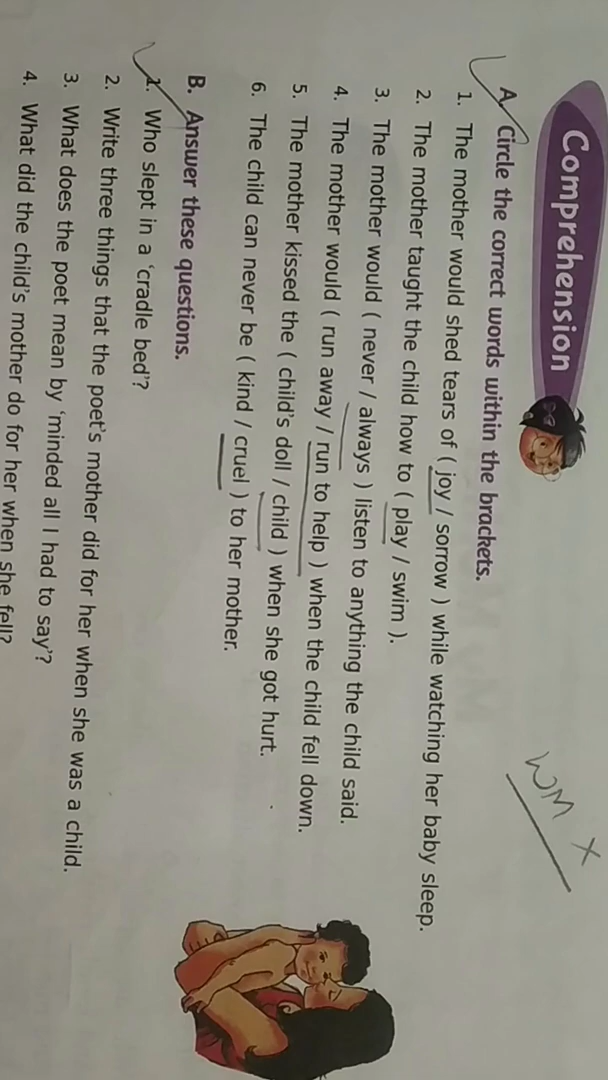 Comprehension
A. Circle the correct words within the brackets.
1. The mother would shed tears of ( joy / sorrow ) while watching her baby sleep.
2. The mother taught the child how to ( play / swim ).
3. The mother would ( never / always ) listen to anything the child said.
4. The mother would ( run away / run to help ) when the child fell down.
5. The mother kissed the ( child's doll / child ) when she got hurt.
6. The child can never be ( kind / cruel ) to her mother.
B. Answer these questions.
1. Who slept in a 'cradle bed'?
2. Write three things that the poet's mother did for her when she was a child.
3. What does the poet mean by 'minded all I had to say'?
4. What did the child's mother do for her when she fell?
WM X